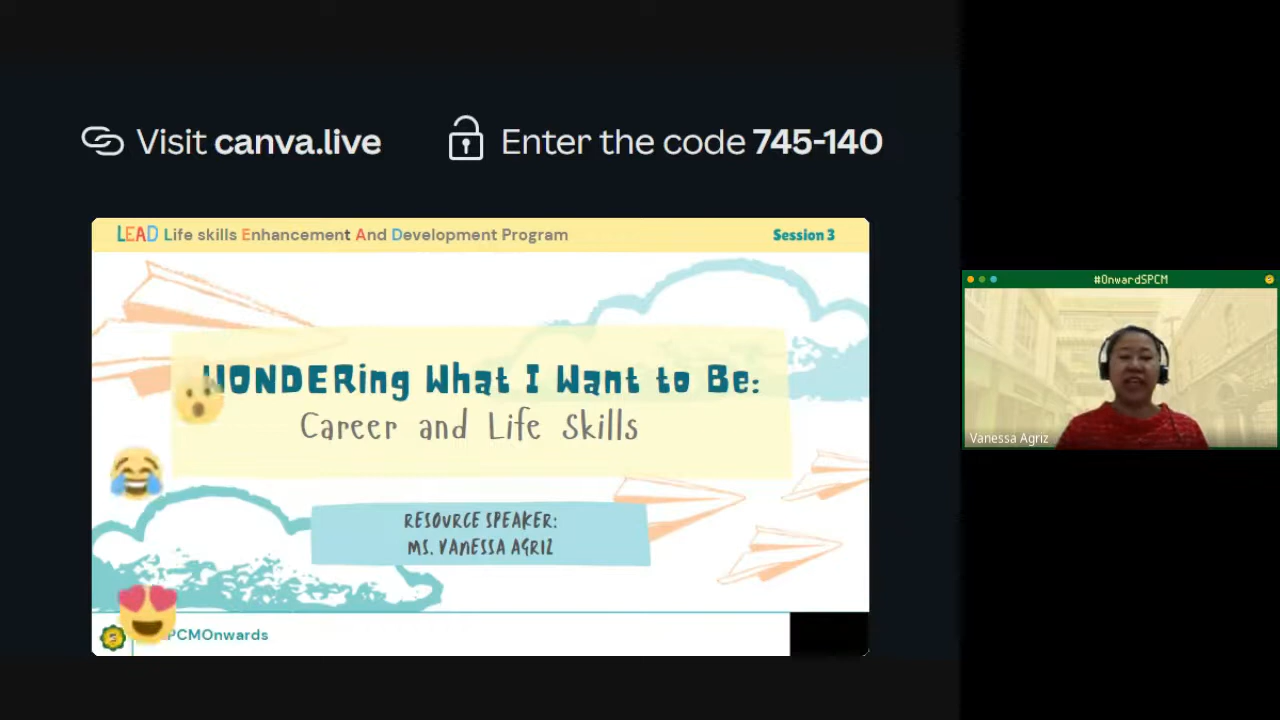 Visit canva.live
Enter the code 745-140
LEAD Life skills Enhancement And Development Program
Session 3
WONDERing What I Want to Be:
Career and Life Skills
RESOURCE SPEAKER:
MS. VANESSA AGRIZ
PCMOnwards
#OnwardSPCM
Vanessa Agriz